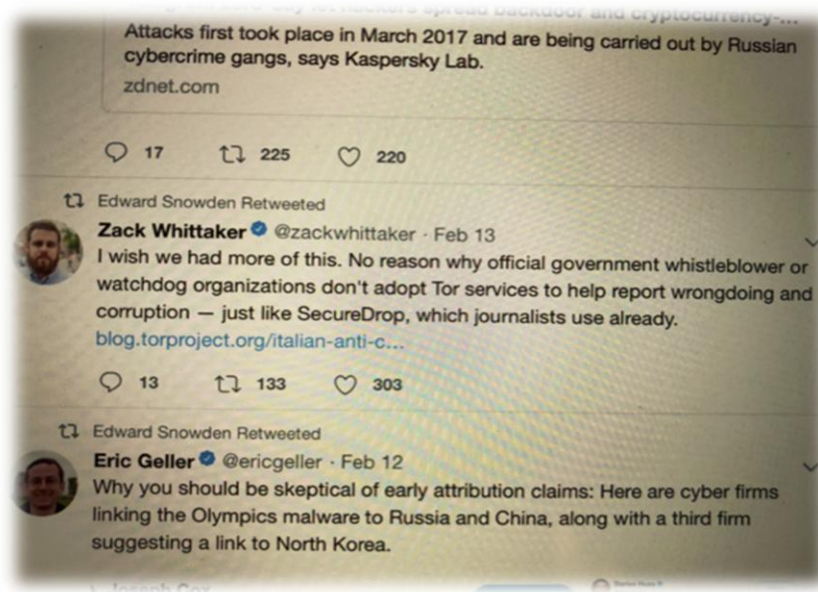 backdoor and cryptocurrency-...
Attacks first took place in March 2017 and are being carried out by Russian
cybercrime gangs, says Kaspersky Lab.
zdnet.com
17 225 220
Edward Snowden Retweeted
Zack Whittaker @zackwhittaker · Feb 13
I wish we had more of this. No reason why official government whistleblower or
watchdog organizations don't adopt Tor services to help report wrongdoing and
corruption — just like SecureDrop, which journalists use already.
blog.torproject.org/italian-anti-c...
13 133 303
Edward Snowden Retweeted
Eric Geller @ericgeller · Feb 12
Why you should be skeptical of early attribution claims: Here are cyber firms
linking the Olympics malware to Russia and China, along with a third firm
suggesting a link to North Korea.
Joseph Cox